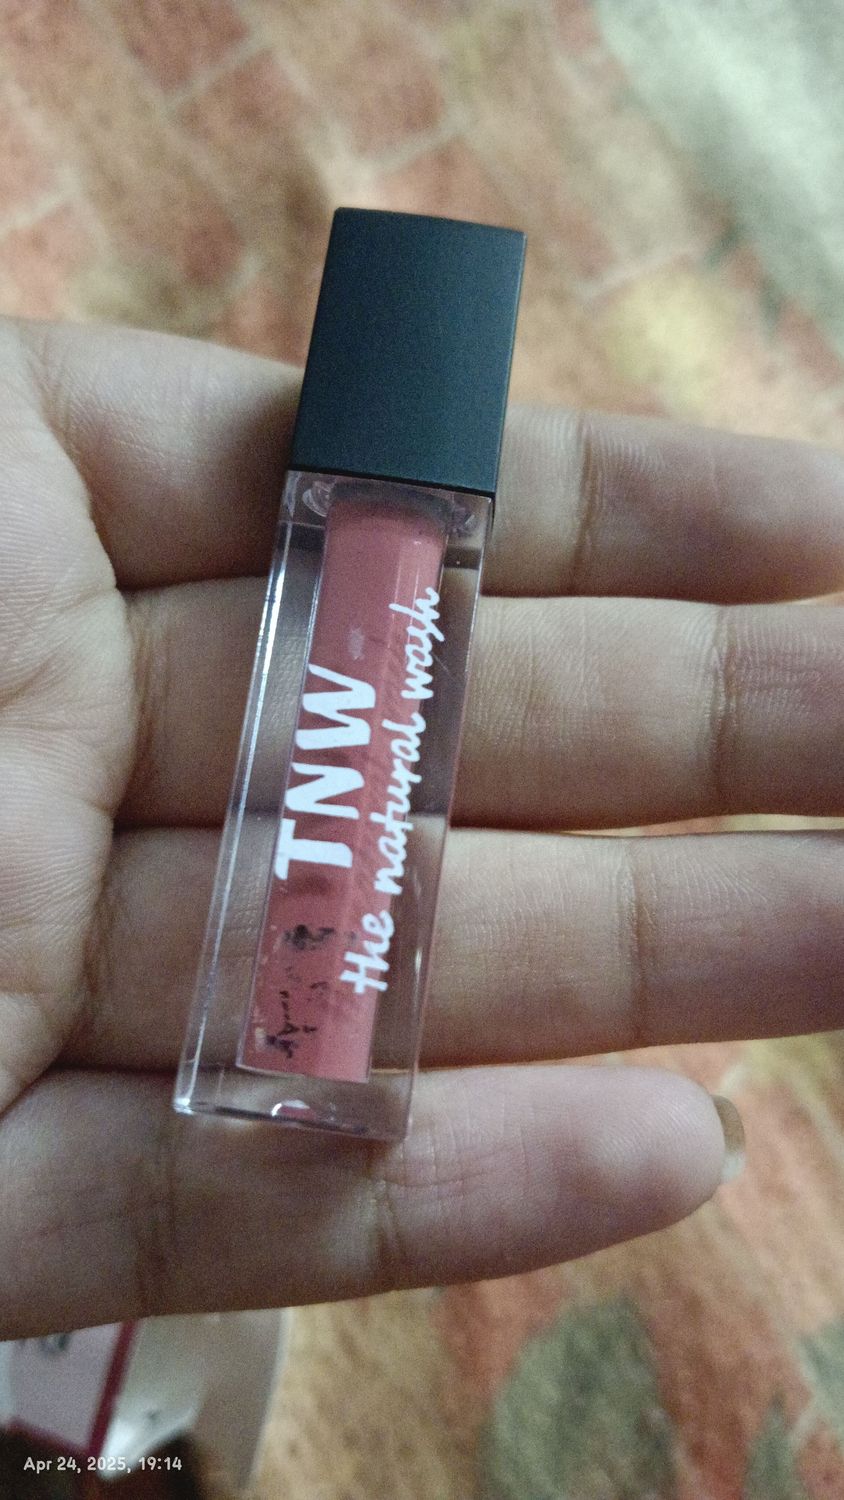 TNW
the natural wash
Apr 24, 2025, 19:14